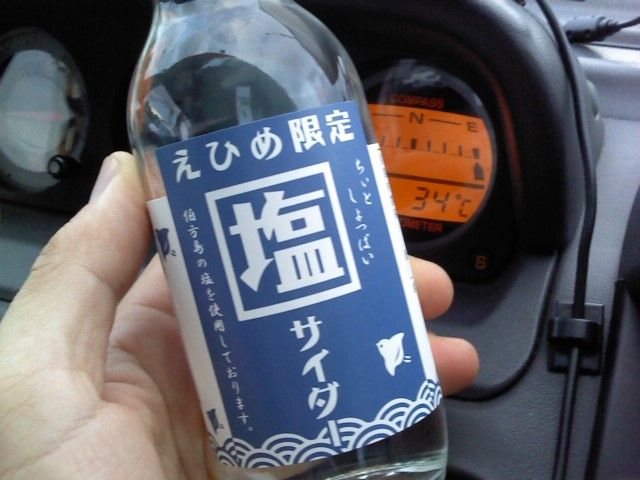 えひめ限定
塩
サイダー
ちぃと
しょっぱい
伯方島の塩を使用しております。
COMPASS
N
E
34℃
S